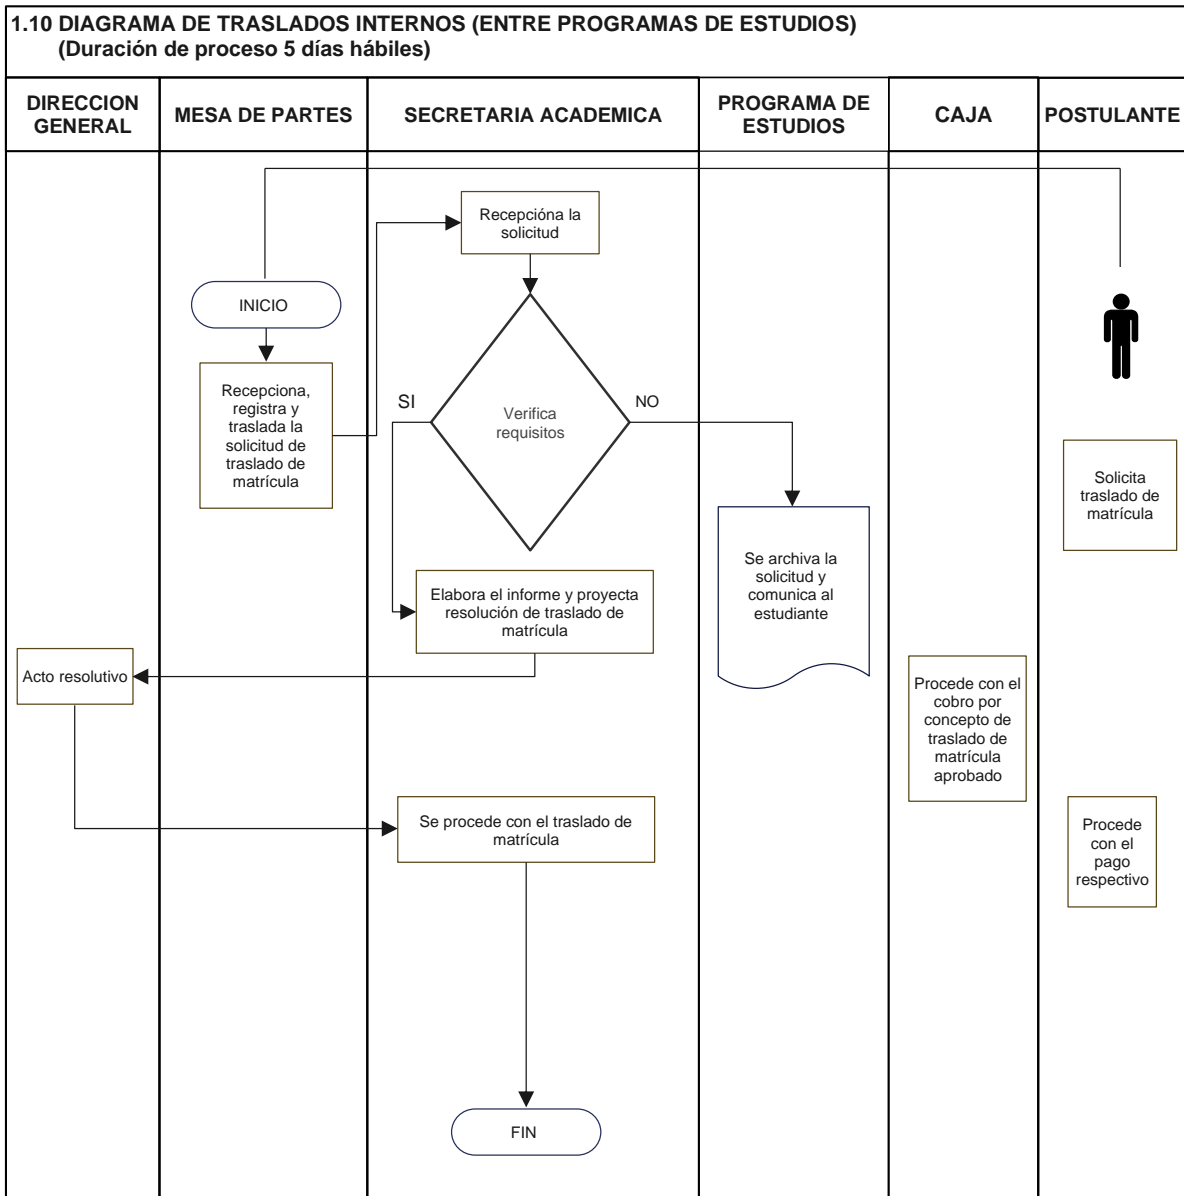 1.10 DIAGRAMA DE TRASLADOS INTERNOS (ENTRE PROGRAMAS DE ESTUDIOS)
(Duración de proceso 5 días hábiles)
DIRECCION
GENERAL
MESA DE PARTES
SECRETARIA ACADEMICA
PROGRAMA DE
ESTUDIOS
CAJA
POSTULANTE
Recepcióna la
solicitud
INICIO
Recepciona,
registra y
traslada la
solicitud de
traslado de
matrícula
SI
Verifica
requisitos
NO
Solicita
traslado de
matrícula
Se archiva la
solicitud y
comunica al
estudiante
Elabora el informe y proyecta
resolución de traslado de
matrícula
Acto resolutivo
Procede con el
cobro por
concepto de
traslado de
matrícula
aprobado
Se procede con el traslado de
matrícula
Procede
con el
pago
respectivo
FIN